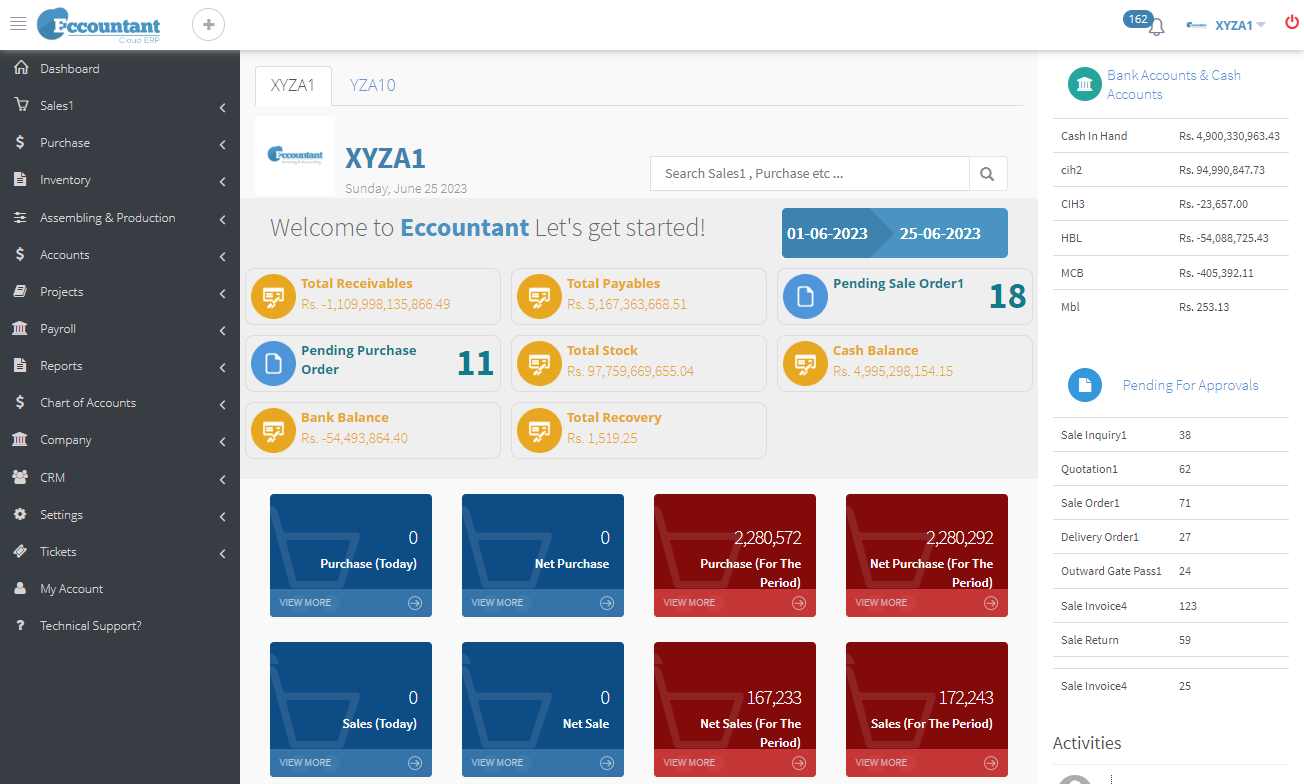 Eccountant
Cloud ERP
162
XYZA1
Dashboard
Sales1
Purchase
Inventory
Assembling & Production
Accounts
Projects
Payroll
Reports
Chart of Accounts
Company
CRM
Settings
Tickets
My Account
Technical Support?
XYZA1 YZA10
Eccountant
XYZA1
Sunday, June 25 2023
Search Sales1 , Purchase etc ...
Welcome to Eccountant Let's get started!
01-06-2023 25-06-2023
Total Receivables
Rs. -1,109,998,135,866.49
Total Payables
Rs. 5,167,363,668.51
Pending Sale Order1
18
Pending Purchase
Order
11
Total Stock
Rs. 97,759,669,655.04
Cash Balance
Rs. 4,995,298,154.15
Bank Balance
Rs. -54,493,864.40
Total Recovery
Rs. 1,519.25
0
Purchase (Today)
VIEW MORE
0
Net Purchase
VIEW MORE
2,280,572
Purchase (For The
Period)
VIEW MORE
2,280,292
Net Purchase (For The
Period)
VIEW MORE
0
Sales (Today)
VIEW MORE
0
Net Sale
VIEW MORE
167,233
Net Sales (For The
Period)
VIEW MORE
172,243
Sales (For The Period)
VIEW MORE
Bank Accounts & Cash
Accounts
Cash In Hand Rs. 4,900,330,963.43
cih2 Rs. 94,990,847.73
CIH3 Rs. -23,657.00
HBL Rs. -54,088,725.43
MCB Rs. -405,392.11
Mbl Rs. 253.13
Pending For Approvals
Sale Inquiry1 38
Quotation1 62
Sale Order1 71
Delivery Order1 27
Outward Gate Pass1 24
Sale Invoice4 123
Sale Return 59
Sale Invoice4 25
Activities